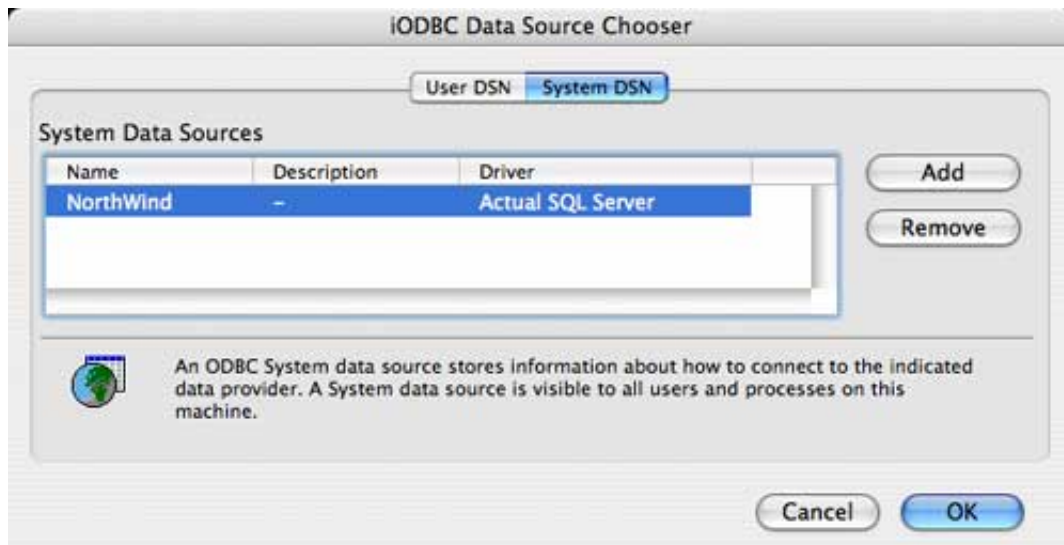 iODBC Data Source Chooser
User DSN System DSN
System Data Sources
Name Description Driver
NorthWind – Actual SQL Server
Add
Remove
An ODBC System data source stores information about how to connect to the indicated
data provider. A System data source is visible to all users and processes on this
machine.
Cancel OK